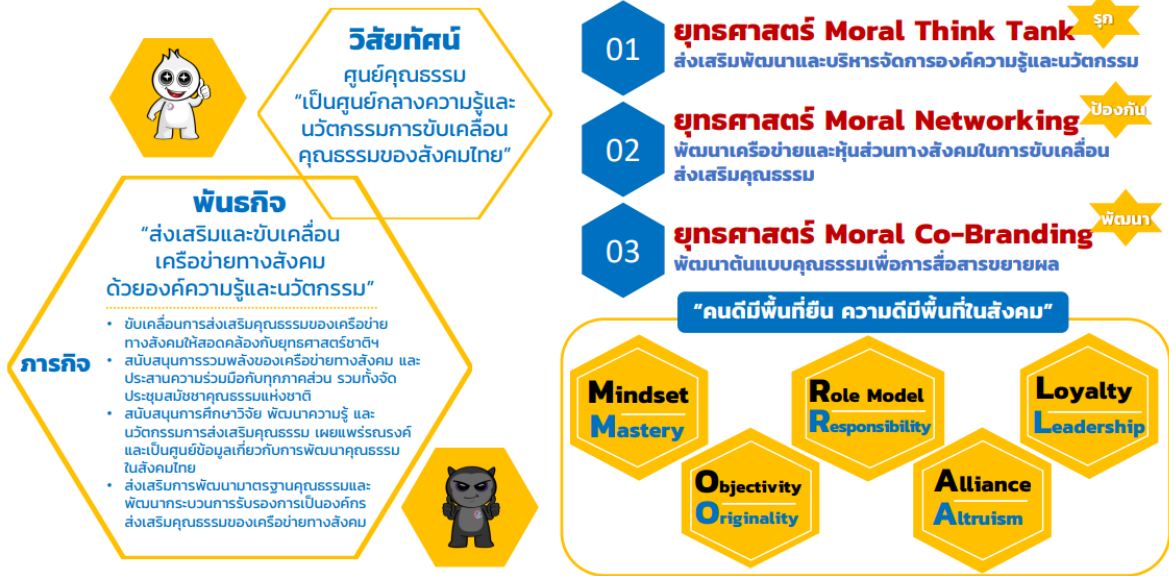 วิสัยทัศน์
ศูนย์คุณธรรม
“เป็นศูนย์กลางความรู้และ
นวัตกรรมการขับเคลื่อน
คุณธรรมของสังคมไทย”
พันธกิจ
“ส่งเสริมและขับเคลื่อน
เครือข่ายทางสังคม
ด้วยองค์ความรู้และนวัตกรรม”
ภารกิจ
• ขับเคลื่อนการส่งเสริมคุณธรรมของเครือข่าย
ทางสังคมให้สอดคล้องกับยุทธศาสตร์ชาติฯ
• สนับสนุนการรวมพลังของเครือข่ายทางสังคม และ
ประสานความร่วมมือกับทุกภาคส่วน รวมทั้งจัด
ประชุมสมัชชาคุณธรรมแห่งชาติ
• สนับสนุนการศึกษาวิจัย พัฒนาความรู้ และ
นวัตกรรมการส่งเสริมคุณธรรม เผยแพร่รณรงค์
และเป็นศูนย์ข้อมูลเกี่ยวกับการพัฒนาคุณธรรม
ในสังคมไทย
• ส่งเสริมการพัฒนามาตรฐานคุณธรรมและ
พัฒนากระบวนการรับรองการเป็นองค์กร
ส่งเสริมคุณธรรมของเครือข่ายทางสังคม
01
ยุทธศาสตร์ Moral Think Tank
รุก
ส่งเสริมพัฒนาและบริหารจัดการองค์ความรู้และนวัตกรรม
02
ยุทธศาสตร์ Moral Networking
ป้องกัน
พัฒนาเครือข่ายและหุ้นส่วนทางสังคมในการขับเคลื่อน
ส่งเสริมคุณธรรม
03
ยุทธศาสตร์ Moral Co-Branding
พัฒนา
พัฒนาต้นแบบคุณธรรมเพื่อการสื่อสารขยายผล
“คนดีมีพื้นที่ยืน ความดีมีพื้นที่ในสังคม”
Mindset
Mastery
Objectivity
Originality
Role Model
Responsibility
Alliance
Altruism
Loyalty
Leadership